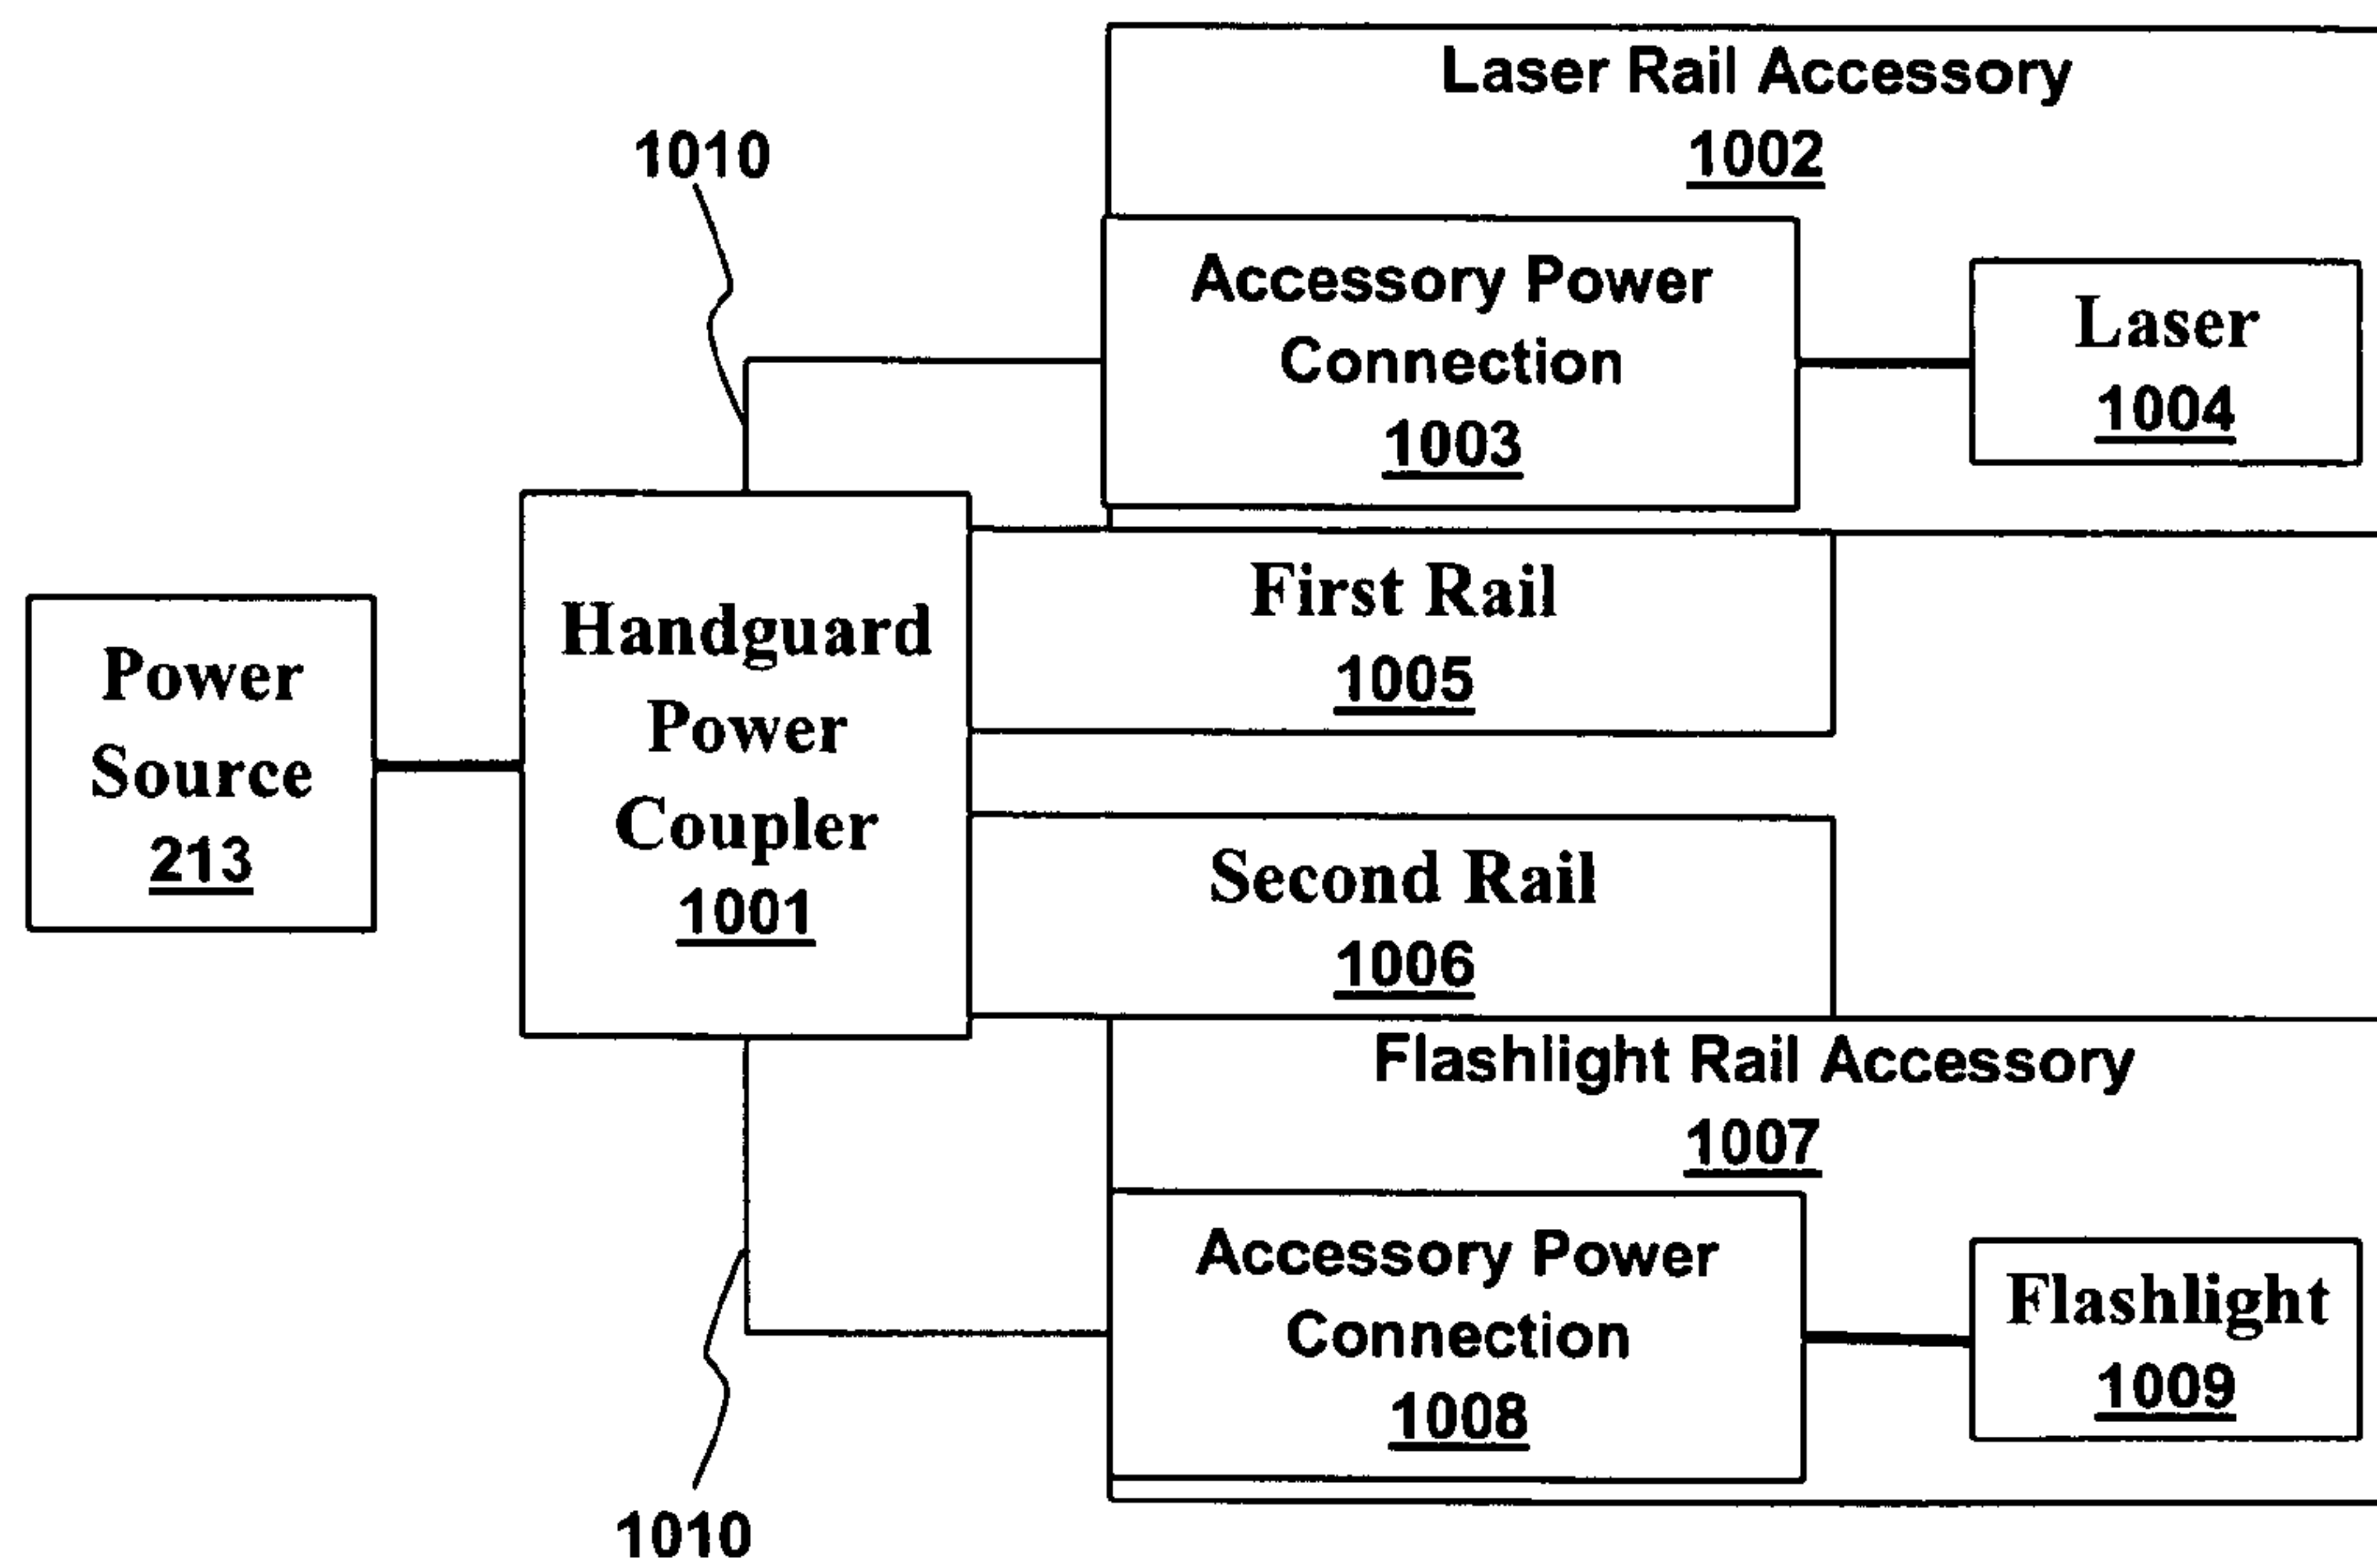 Laser Rail Accessory
1002
1010
Accessory Power
Connection
1003
Laser
1004
First Rail
1005
Handguard
Power
Coupler
1001
Power
Source
213
Second Rail
1006
Flashlight Rail Accessory
1007
Accessory Power
Connection
1008
Flashlight
1009
1010